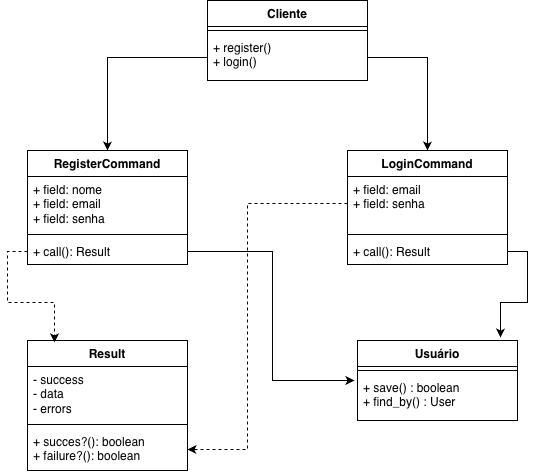 Cliente
+ register()
+ login()
RegisterCommand
+ field: nome
+ field: email
+ field: senha
+ call(): Result
LoginCommand
+ field: email
+ field: senha
+ call(): Result
Result
- success
- data
- errors
+ succes?(): boolean
+ failure?(): boolean
Usuário
+ save() : boolean
+ find_by() : User